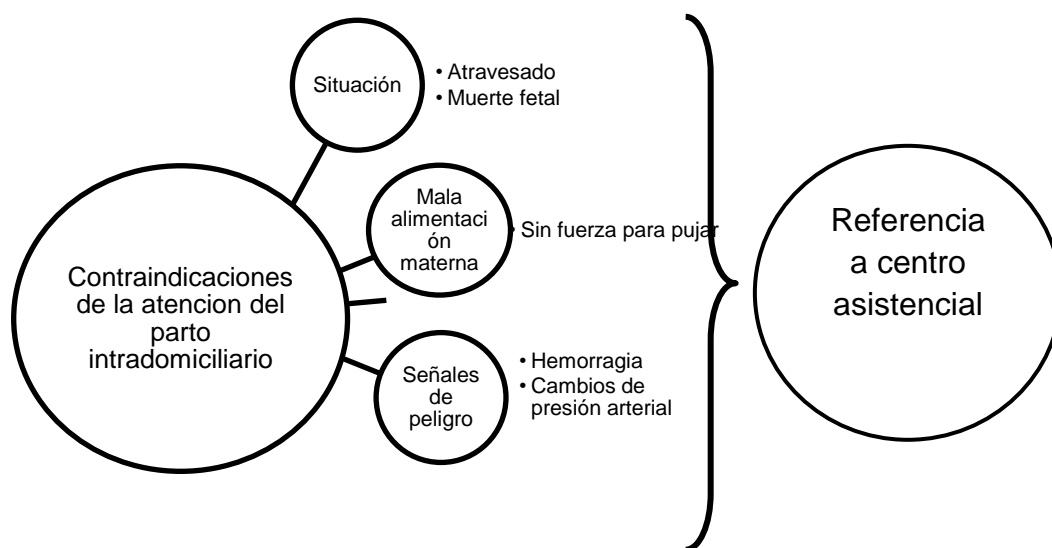 Situación
• Atravesado
• Muerte fetal
Mala
alimentaci
ón
materna
• Sin fuerza para pujar
Contraindicaciones
de la atencion del
parto
intradomiciliario
Señales
de
peligro
• Hemorragia
• Cambios de
presión arterial
Referencia
a centro
asistencial